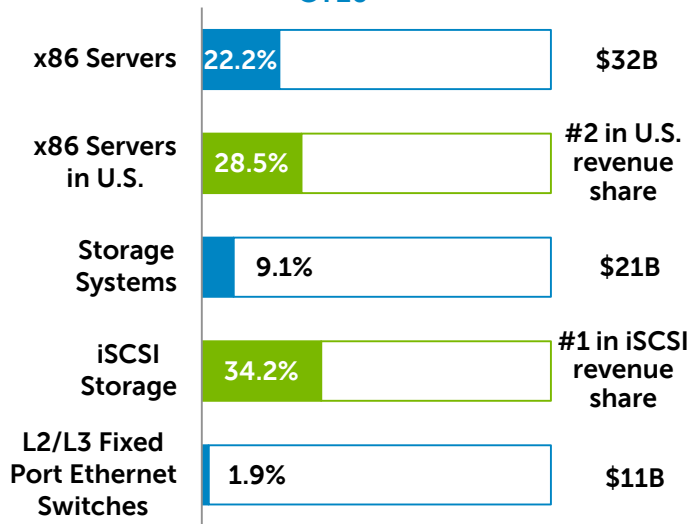 x86 Servers 22.2% $32B
x86 Servers
in U.S.
28.5%
#2 in U.S.
revenue
share
Storage
Systems
9.1%
$21B
iSCSI
Storage
34.2%
#1 in iSCSI
revenue
share
L2/L3 Fixed
Port Ethernet
Switches
1.9%
$11B